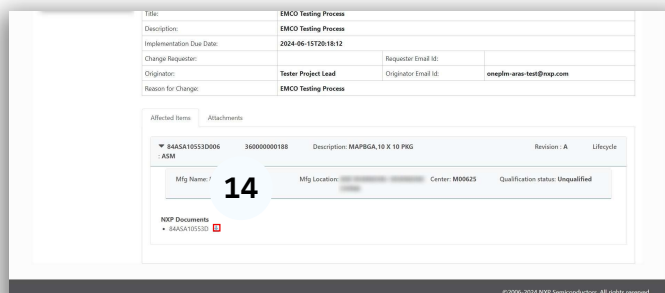 Title: EMCO Testing Process
Description: EMCO Testing Process
Implementation Due Date: 2024-06-15T20:18:12
Change Requester: Requester Email Id:
Originator: Tester Project Lead Originator Email Id: oneplm-aras-test@nxp.com
Reason for Change: EMCO Testing Process
Affected Items Attachments
84ASA10553D006 360000000188 Description: MAPBGA,10 X 10 PKG Revision : A Lifecycle
: ASM
Mfg Name: Mfg Location: Center: M00625 Qualification status: Unqualified
14
NXP Documents
• 84ASA10553D
©2006-2024 NXP Semiconductors. All rights reserved.